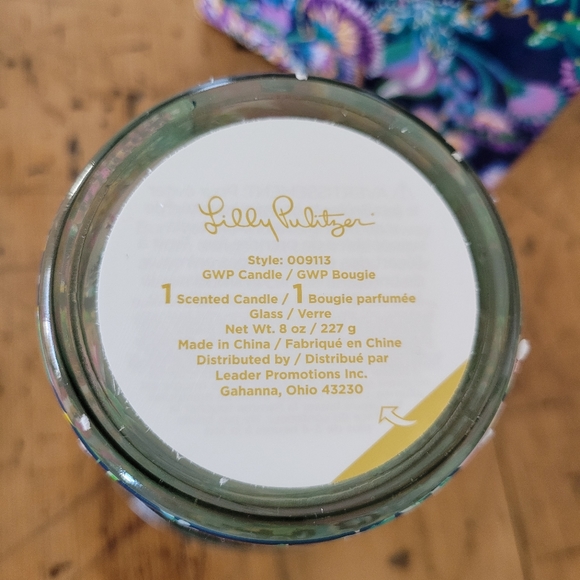 Lilly Pulitzer
Style: 009113
GWP Candle / GWP Bougie
1 Scented Candle / 1 Bougie parfumée
Glass / Verre
Net Wt. 8 oz / 227 g
Made in China / Fabriqué en Chine
Distributed by / Distribué par
Leader Promotions Inc.
Gahanna, Ohio 43230